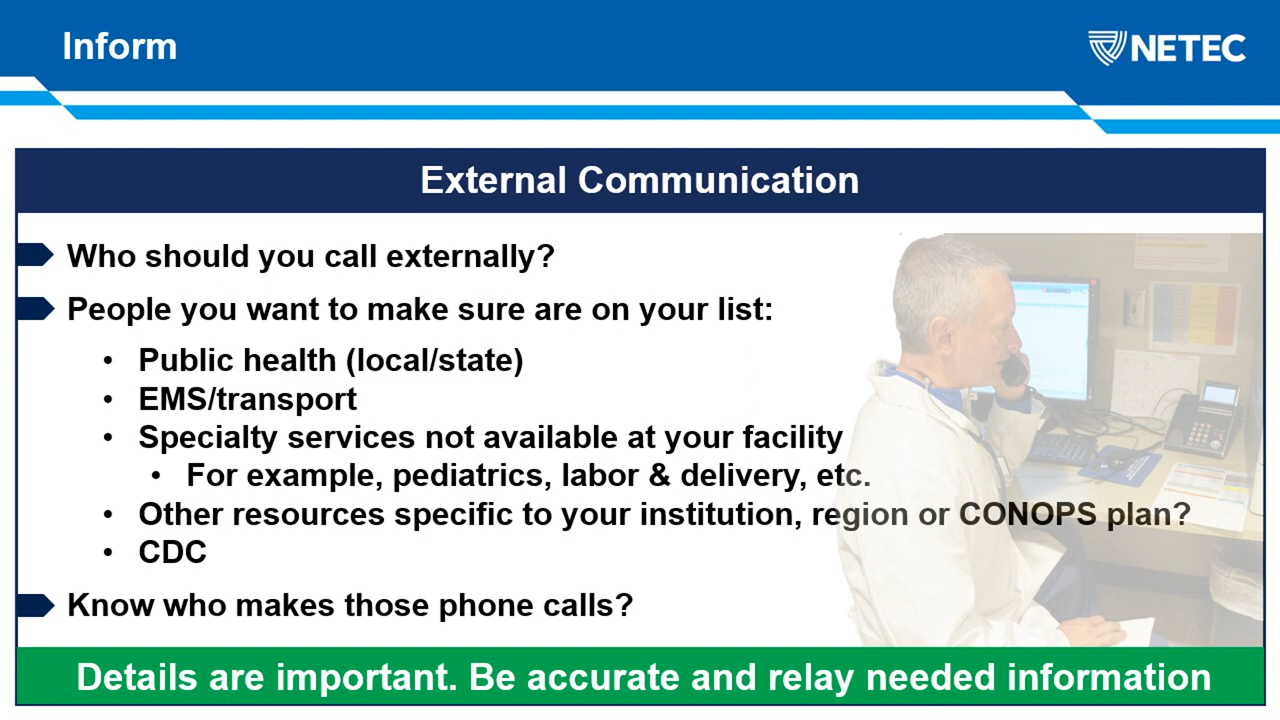 Inform
NETEC
External Communication
Who should you call externally?
People you want to make sure are on your list:
• Public health (local/state)
• EMS/transport
• Specialty services not available at your facility
• For example, pediatrics, labor & delivery, etc.
• Other resources specific to your institution, region or CONOPS plan?
• CDC
Know who makes those phone calls?
Details are important. Be accurate and relay needed information